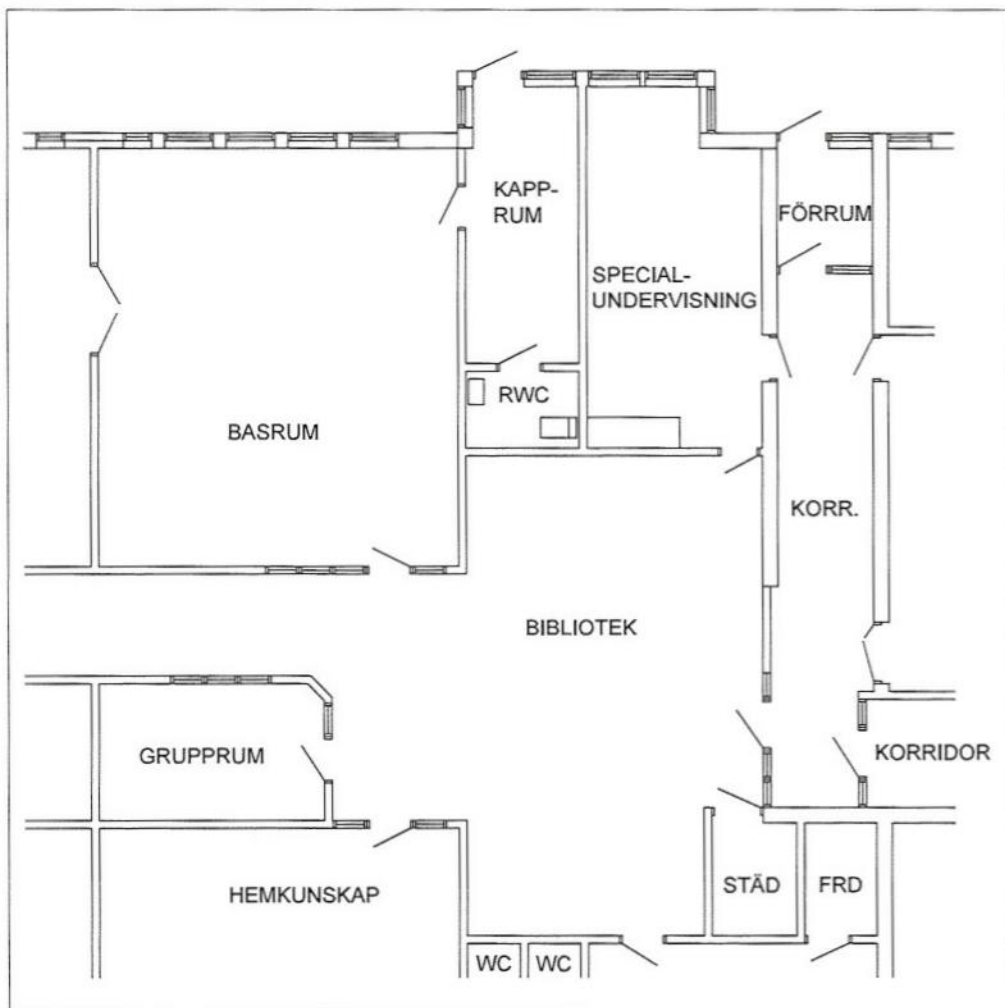 KAPP-
RUM
FÖRRUM
SPECIAL-
UNDERVISNING
RWC
BASRUM
KORR.
BIBLIOTEK
GRUPPRUM
KORRIDOR
HEMKUNSKAP
STÄD
FRD
WC
WC